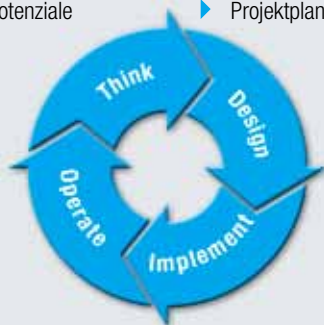 otenziale
Projektplan
Think
Design
Implement
Operate